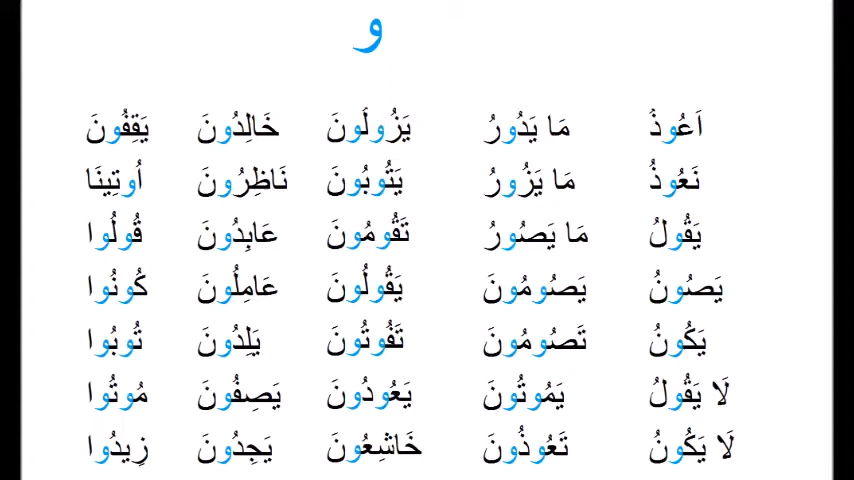 و
اَعُوذُ مَا يَدُورُ يَزُولُونَ خَالِدُونَ يَقِفُونَ
نَعُوذُ مَا يَزُورُ يَتُوبُونَ نَاظِرُونَ اُوتِينَا
يَقُولُ مَا يَصُورُ تَقُومُونَ عَابِدُونَ قُولُوا
يَصُونُ يَصُومُونَ يَقُولُونَ عَامِلُونَ كُونُوا
يَكُونُ تَصُومُونَ تَفُوتُونَ يَلِدُونَ تُوبُوا
لَا يَقُولُ يَمُوتُونَ يَعُودُونَ يَصِفُونَ مُوتُوا
لَا يَكُونُ تَعُوذُونَ خَاشِعُونَ يَجِدُونَ زِيدُوا